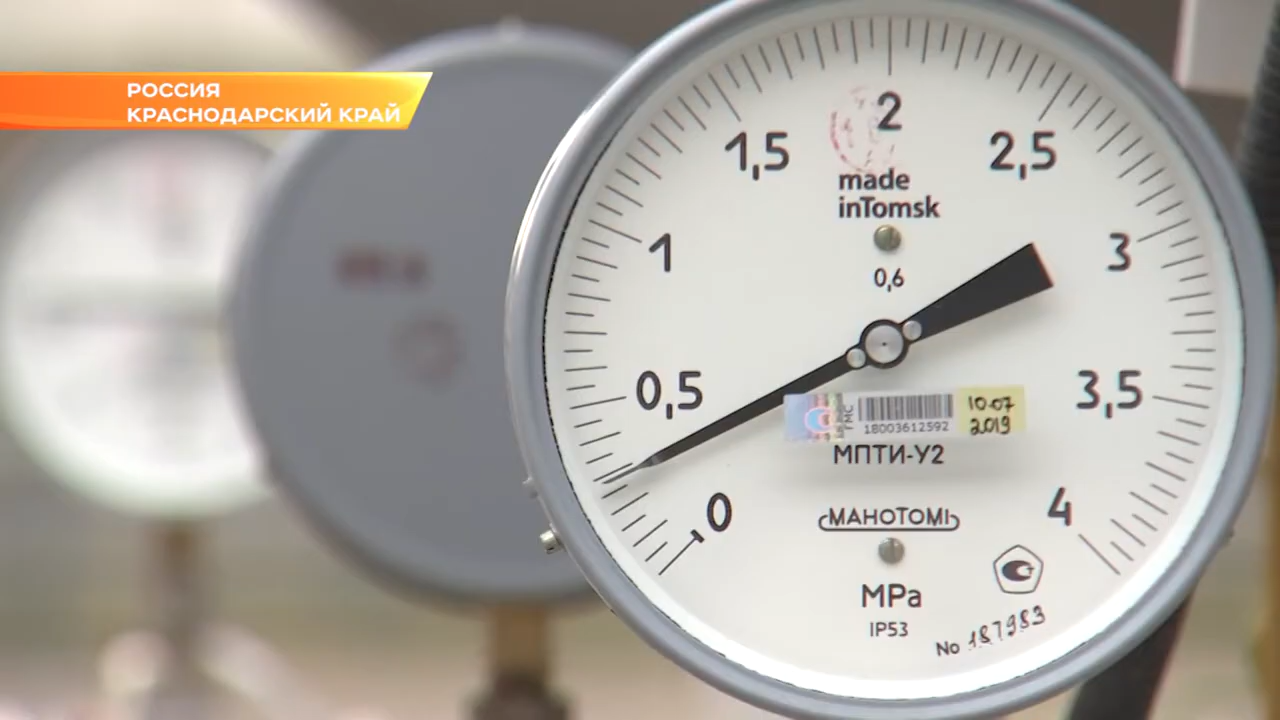 РОССИЯ
КРАСНОДАРСКИЙ КРАЙ
2
1,5
2,5
made
inTomsk
1
3
0,6
0,5
3,5
ГМС
18003612592
10.07
2019
МПТИ-У2
0
4
МАНОТОМ
MPa
IP53
No 187983